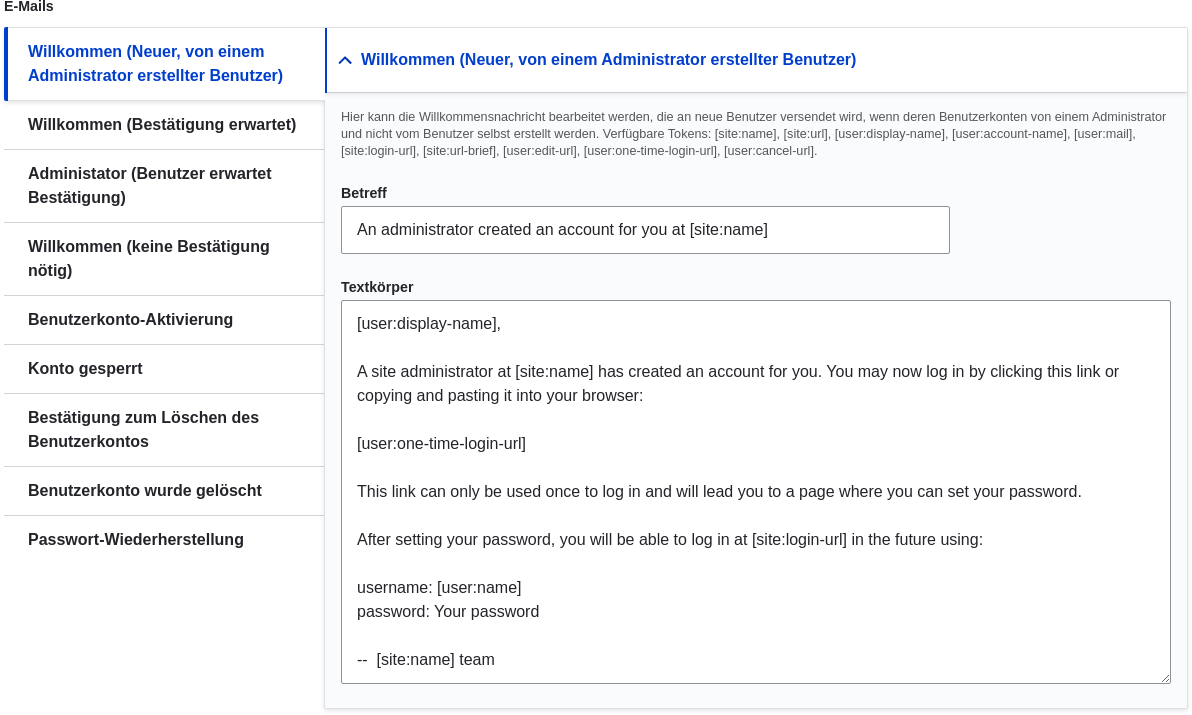 E-Mails
Willkommen (Neuer, von einem
Administrator erstellter Benutzer)
Willkommen (Bestätigung erwartet)
Administator (Benutzer erwartet
Bestätigung)
Willkommen (keine Bestätigung
nötig)
Benutzerkonto-Aktivierung
Konto gesperrt
Bestätigung zum Löschen des
Benutzerkontos
Benutzerkonto wurde gelöscht
Passwort-Wiederherstellung
Willkommen (Neuer, von einem Administrator erstellter Benutzer)
Hier kann die Willkommensnachricht bearbeitet werden, die an neue Benutzer versendet wird, wenn deren Benutzerkonten von einem Administrator
und nicht vom Benutzer selbst erstellt werden. Verfügbare Tokens: [site:name], [site:url], [user:display-name], [user:account-name], [user:mail],
[site:login-url], [site:url-brief], [user:edit-url], [user:one-time-login-url], [user:cancel-url].
Betreff
An administrator created an account for you at [site:name]
Textkörper
[user:display-name],
A site administrator at [site:name] has created an account for you. You may now log in by clicking this link or
copying and pasting it into your browser:
[user:one-time-login-url]
This link can only be used once to log in and will lead you to a page where you can set your password.
After setting your password, you will be able to log in at [site:login-url] in the future using:
username: [user:name]
password: Your password
--  [site:name] team